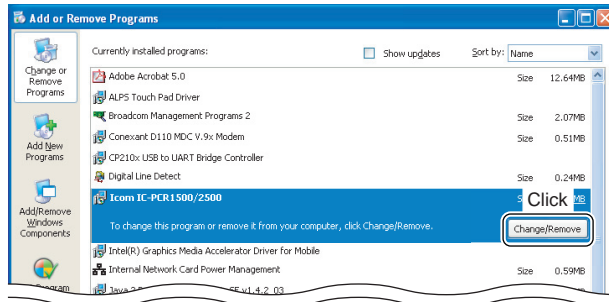 Add or Remove Programs
Currently installed programs: Show updates Sort by: Name
Change or
Remove
Programs
Adobe Acrobat 5.0 Size 12.64MB
ALPS Touch Pad Driver
Broadcom Management Programs 2 Size 2.07MB
Add New
Programs
Conexant D110 MDC V.9x Modem Size 0.51MB
CP210x USB to UART Bridge Controller
Digital Line Detect Size 0.24MB
Add/Remove
Windows
Components
Icom IC-PCR1500/2500 MB
Click
To change this program or remove it from your computer, click Change/Remove. Change/Remove
Intel(R) Graphics Media Accelerator Driver for Mobile
Internal Network Card Power Management Size 0.59MB